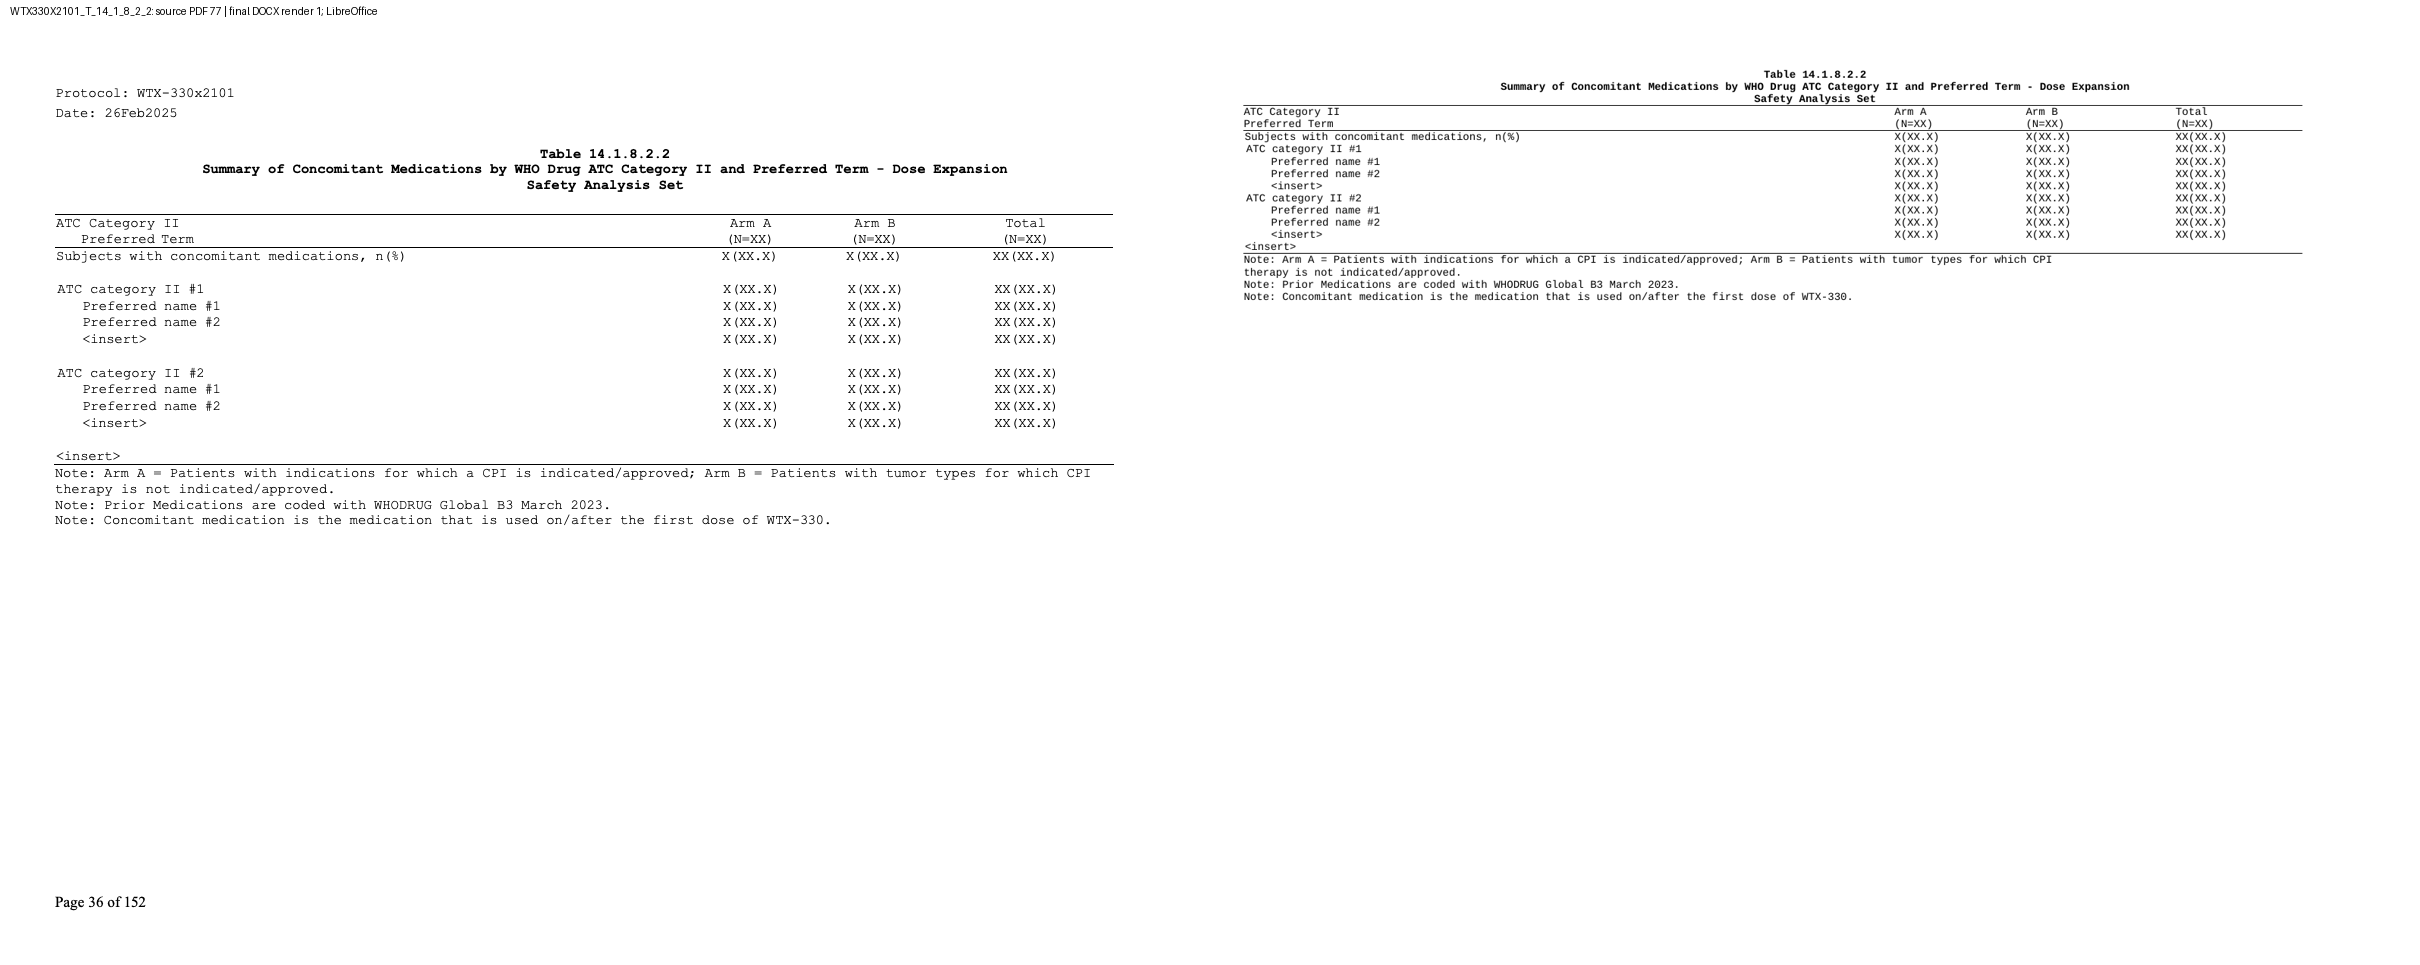 WTX330X2101_T_14_1_8_2_2: source PDF 77 | final DOCX render 1; LibreOffice
Protocol: WTX-330x2101
Date: 26Feb2025
Table 14.1.8.2.2
Summary of Concomitant Medications by WHO Drug ATC Category II and Preferred Term - Dose Expansion
Safety Analysis Set
ATC Category II Arm A Arm B Total
Preferred Term (N=XX) (N=XX) (N=XX)
Subjects with concomitant medications, n(%) X(XX.X) X(XX.X) XX(XX.X)
ATC category II #1 X(XX.X) X(XX.X) XX(XX.X)
Preferred name #1 X(XX.X) X(XX.X) XX(XX.X)
Preferred name #2 X(XX.X) X(XX.X) XX(XX.X)
<insert> X(XX.X) X(XX.X) XX(XX.X)
ATC category II #2 X(XX.X) X(XX.X) XX(XX.X)
Preferred name #1 X(XX.X) X(XX.X) XX(XX.X)
Preferred name #2 X(XX.X) X(XX.X) XX(XX.X)
<insert> X(XX.X) X(XX.X) XX(XX.X)
<insert>
Note: Arm A = Patients with indications for which a CPI is indicated/approved; Arm B = Patients with tumor types for which CPI
therapy is not indicated/approved.
Note: Prior Medications are coded with WHODRUG Global B3 March 2023.
Note: Concomitant medication is the medication that is used on/after the first dose of WTX-330.
Page 36 of 152
Table 14.1.8.2.2
Summary of Concomitant Medications by WHO Drug ATC Category II and Preferred Term - Dose Expansion
Safety Analysis Set
ATC Category II Arm A Arm B Total
Preferred Term (N=XX) (N=XX) (N=XX)
Subjects with concomitant medications, n(%) X(XX.X) X(XX.X) XX(XX.X)
ATC category II #1 X(XX.X) X(XX.X) XX(XX.X)
Preferred name #1 X(XX.X) X(XX.X) XX(XX.X)
Preferred name #2 X(XX.X) X(XX.X) XX(XX.X)
<insert> X(XX.X) X(XX.X) XX(XX.X)
ATC category II #2 X(XX.X) X(XX.X) XX(XX.X)
Preferred name #1 X(XX.X) X(XX.X) XX(XX.X)
Preferred name #2 X(XX.X) X(XX.X) XX(XX.X)
<insert> X(XX.X) X(XX.X) XX(XX.X)
<insert>
Note: Arm A = Patients with indications for which a CPI is indicated/approved; Arm B = Patients with tumor types for which CPI
therapy is not indicated/approved.
Note: Prior Medications are coded with WHODRUG Global B3 March 2023.
Note: Concomitant medication is the medication that is used on/after the first dose of WTX-330.